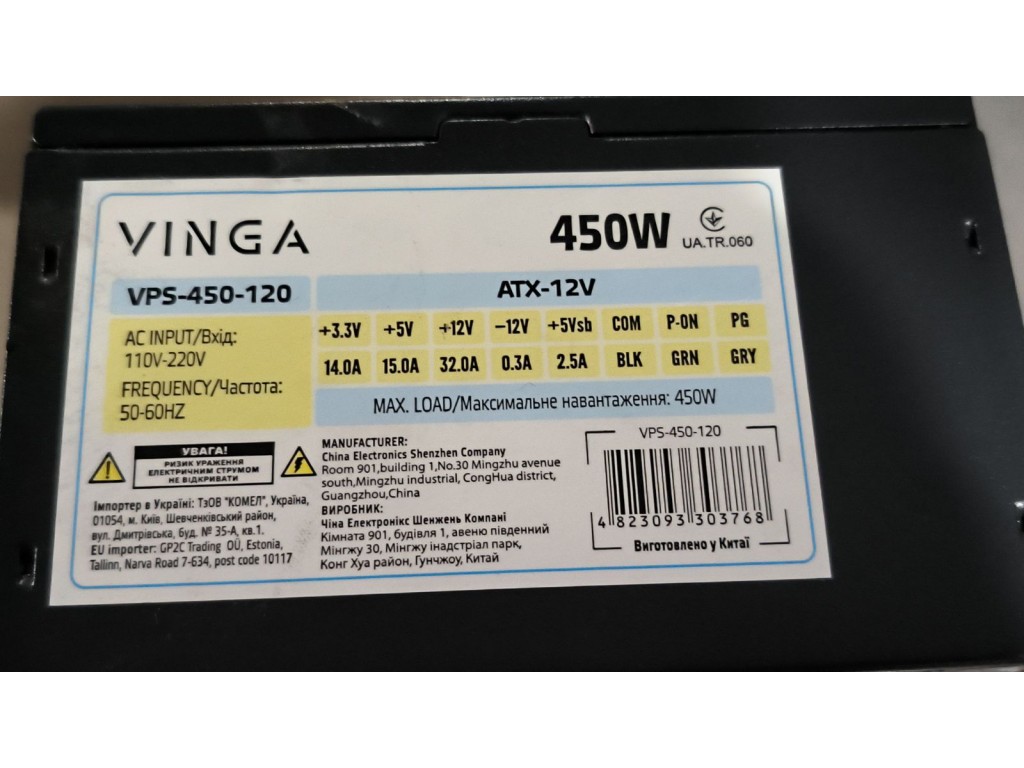 VINGA
450W
UA.TR.060
VPS-450-120
ATX-12V
AC INPUT/Вхід:
110V-220V
FREQUENCY/Частота:
50-60HZ
+3.3V +5V +12V -12V +5Vsb COM P-ON PG
14.0A 15.0A 32.0A 0.3A 2.5A BLK GRN GRY
MAX. LOAD/Максимальне навантаження: 450W
УВАГА!
РИЗИК УРАЖЕННЯ
ЕЛЕКТРИЧНИМ СТРУМОМ
НЕ ВІДКРИВАТИ
Імпортер в Україні: ТзОВ "КОМЕЛ", Україна,
01054, м. Київ, Шевченківський район,
вул. Дмитрівська, буд. № 35-А, кв.1.
EU importer: GP2C Trading OÜ, Estonia,
Tallinn, Narva Road 7-634, post code 10117
MANUFACTURER:
China Electronics Shenzhen Company
Room 901,building 1,No.30 Mingzhu avenue
south,Mingzhu industrial, CongHua district,
Guangzhou,China
ВИРОБНИК:
Чіна Електронікс Шенжень Компані
Кімната 901, будівля 1, авеню південний
Мінгжу 30, Мінгжу індастріал парк,
Конг Хуа район, Гунчжоу, Китай
VPS-450-120
4 823093 303768
Виготовлено у Китаї